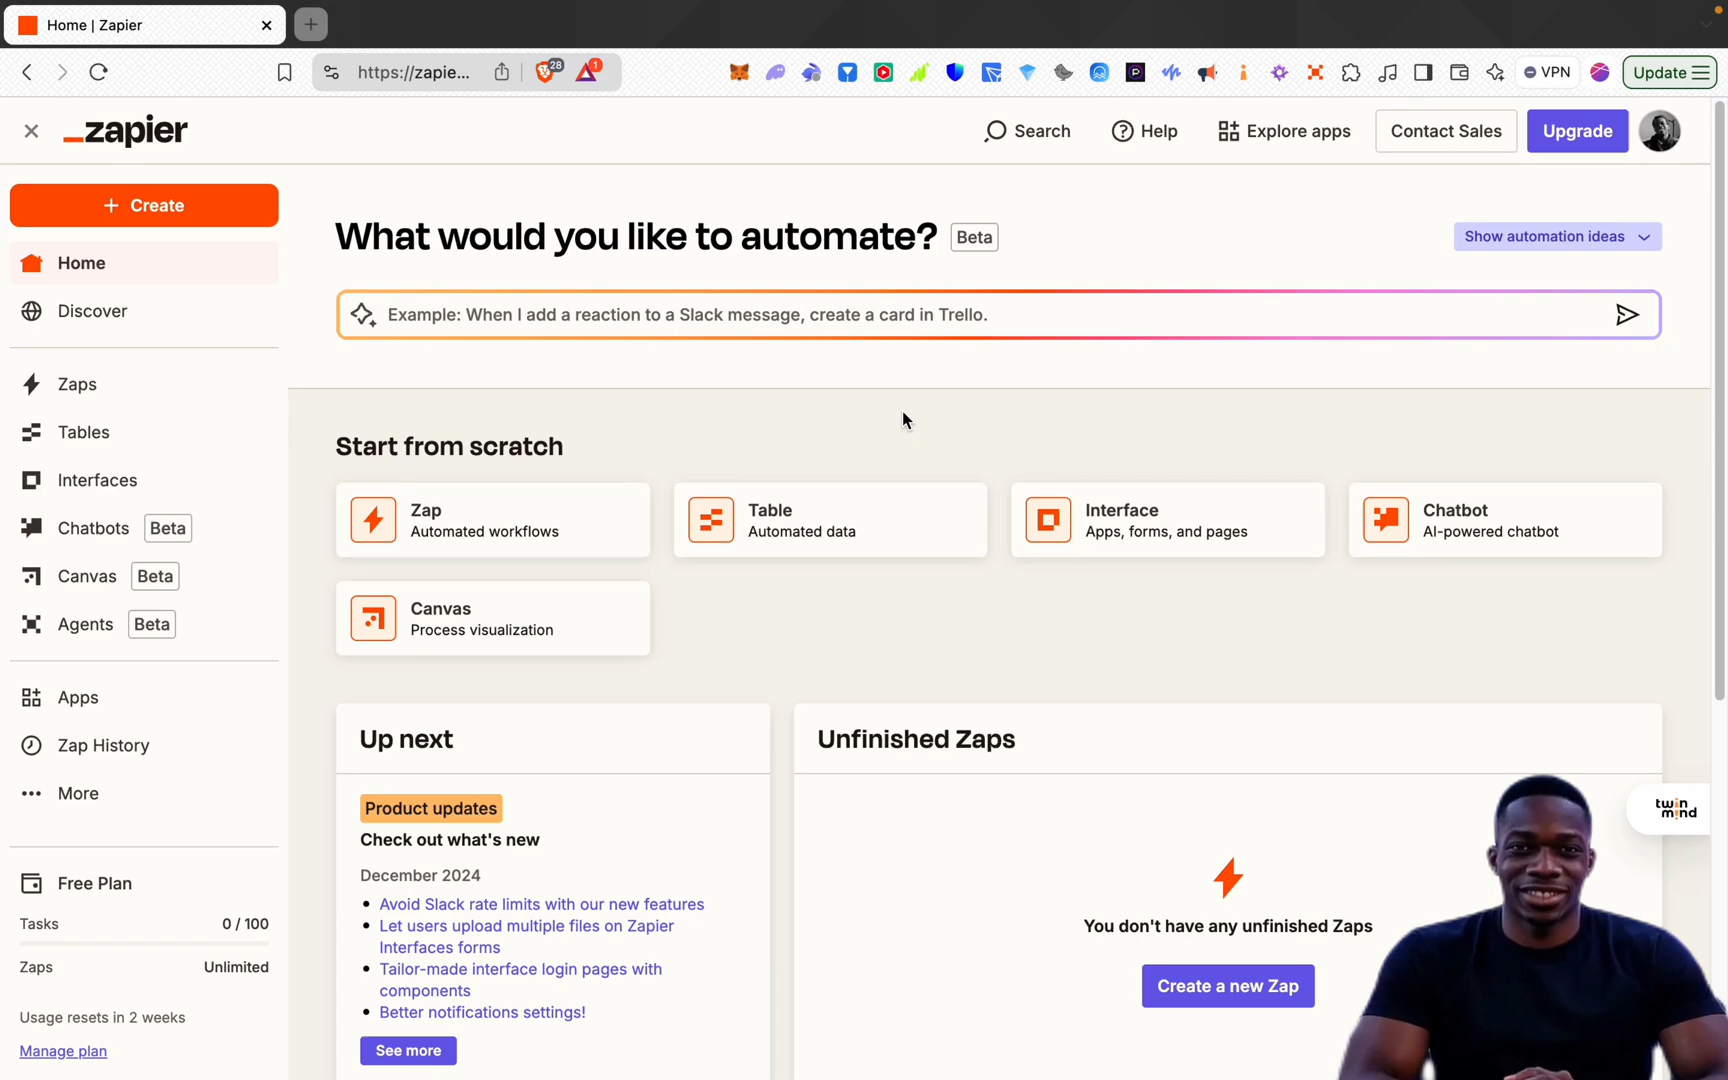 Home | Zapier
https://zapie...
28
1
VPN
Update
zapier
Search
Help
Explore apps
Contact Sales
Upgrade
+ Create
Home
Discover
Zaps
Tables
Interfaces
Chatbots Beta
Canvas Beta
Agents Beta
Apps
Zap History
More
Free Plan
Tasks 0 / 100
Zaps Unlimited
Usage resets in 2 weeks
Manage plan
What would you like to automate? Beta
Show automation ideas
Example: When I add a reaction to a Slack message, create a card in Trello.
Start from scratch
Zap
Automated workflows
Table
Automated data
Interface
Apps, forms, and pages
Chatbot
AI-powered chatbot
Canvas
Process visualization
Up next
Product updates
Check out what's new
December 2024
• Avoid Slack rate limits with our new features
• Let users upload multiple files on Zapier
Interfaces forms
• Tailor-made interface login pages with
components
• Better notifications settings!
See more
Unfinished Zaps
You don't have any unfinished Zaps
Create a new Zap
twin
mind